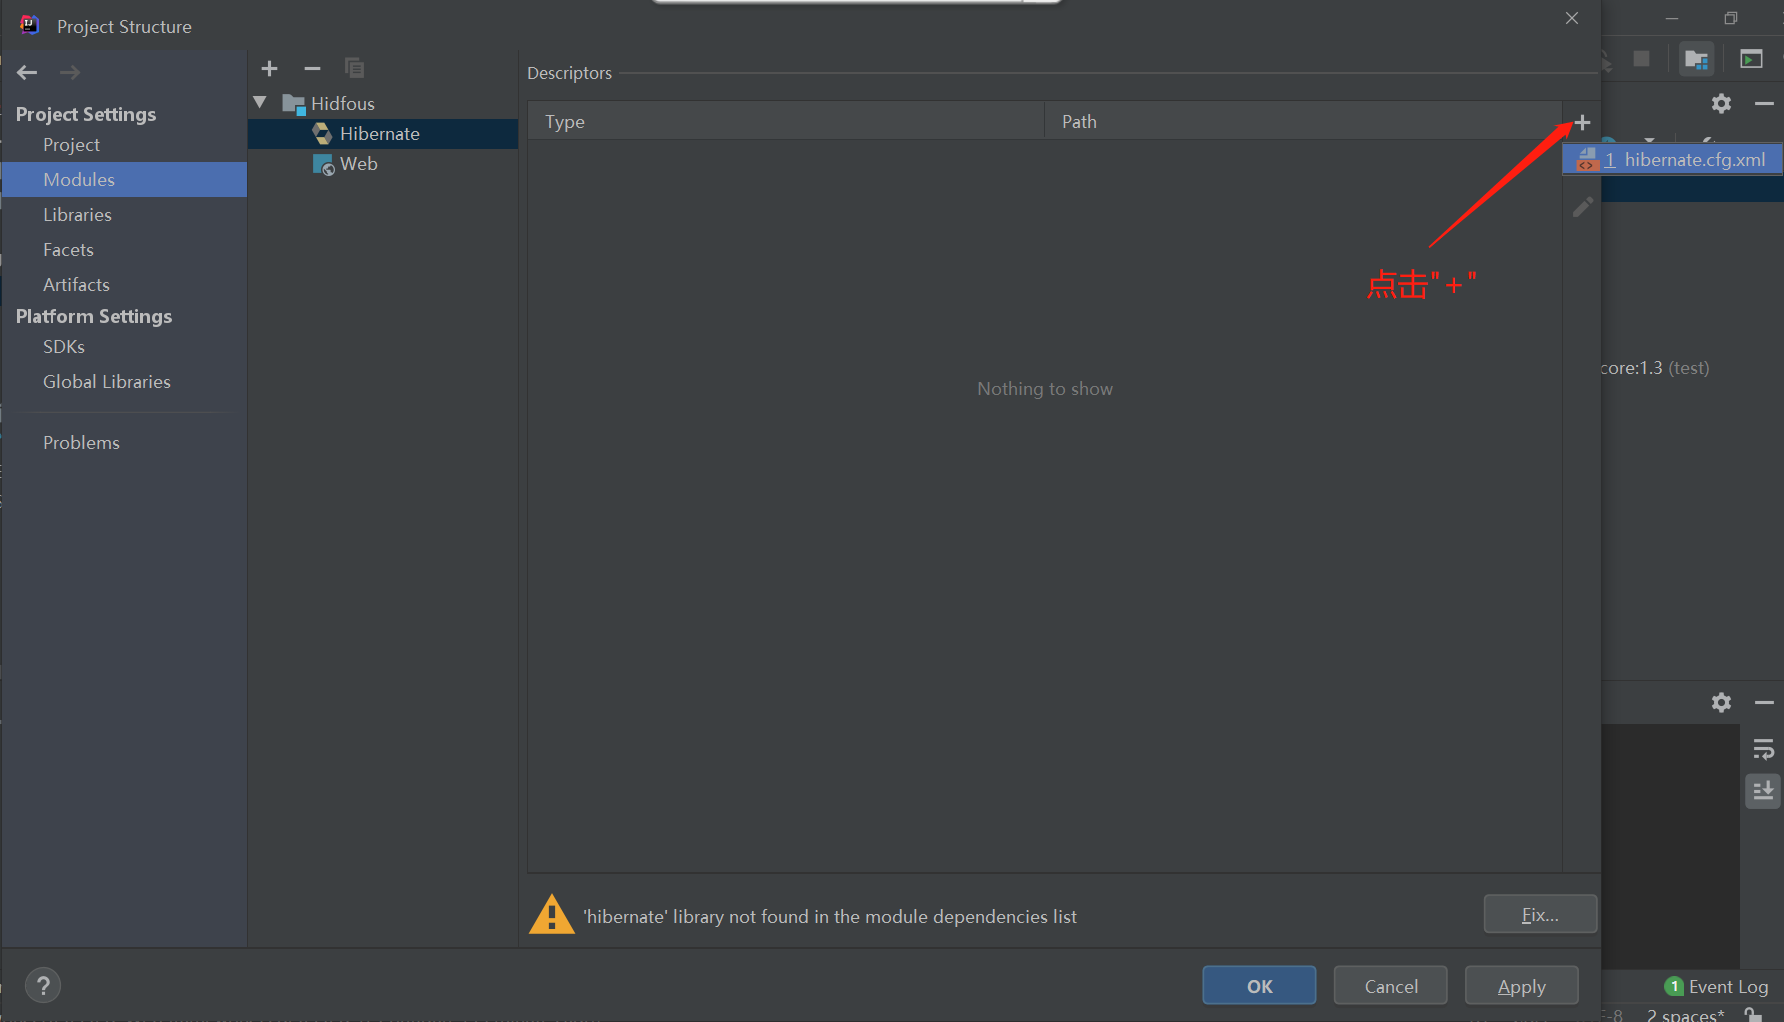 Project Structure
Project Settings
Project
Modules
Libraries
Facets
Artifacts
Platform Settings
SDKs
Global Libraries
Problems
Hidfous
Hibernate
Web
Descriptors
Type Path
1 hibernate.cfg.xml
点击"+"
Nothing to show
core:1.3 (test)
'hibernate' library not found in the module dependencies list
Fix...
? OK Cancel Apply
1 Event Log
F-8 2 spaces*